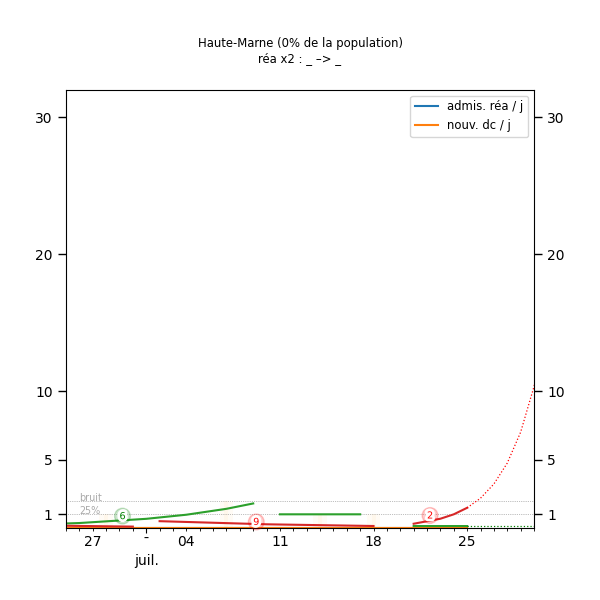 Haute-Marne (0% de la population)
réa x2 : _ –> _
admis. réa / j
nouv. dc / j
30 30
20 20
10 10
5 5
bruit
25%
1 1
6
9
2
27 - 04 11 18 25
juil.